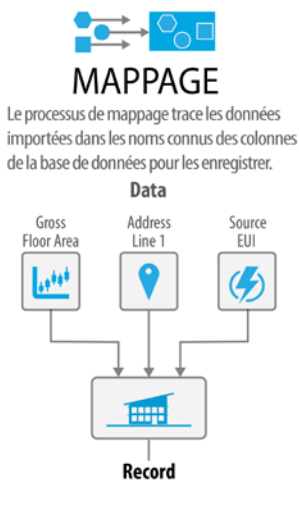 MAPPAGE
Le processus de mappage trace les données
importées dans les noms connus des colonnes
de la base de données pour les enregistrer.
Data
Gross
Floor Area
Address
Line 1
Source
EUI
Record